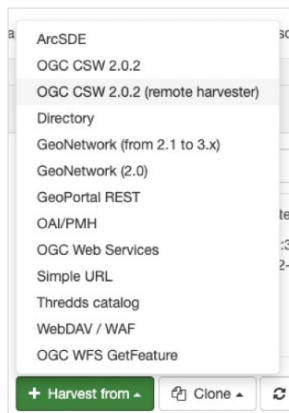 ArcSDE
OGC CSW 2.0.2
OGC CSW 2.0.2 (remote harvester)
Directory
GeoNetwork (from 2.1 to 3.x)
GeoNetwork (2.0)
GeoPortal REST
OAI/PMH
OGC Web Services
Simple URL
Thredds catalog
WebDAV / WAF
OGC WFS GetFeature
+ Harvest from
Clone